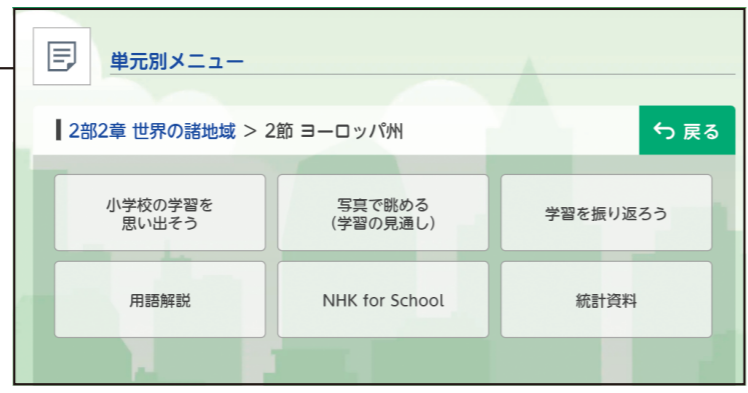 単元別メニュー
2部2章 世界の諸地域 > 2節 ヨーロッパ州
戻る
小学校の学習を
思い出そう
写真で眺める
(学習の見通し)
学習を振り返ろう
用語解説
NHK for School
統計資料